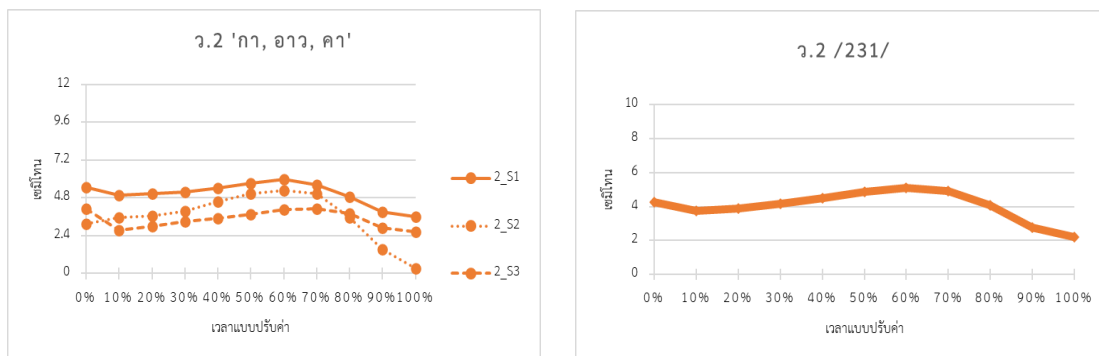 ว.2 'กา, อาว, คา'
12
9.6
7.2
4.8
2.4
0
เซมิโทน
0% 10% 20% 30% 40% 50% 60% 70% 80% 90% 100%
เวลาแบบปรับค่า
2_S1
2_S2
2_S3
ว.2 /231/
10
8
6
4
2
0
เซมิโทน
0% 10% 20% 30% 40% 50% 60% 70% 80% 90% 100%
เวลาแบบปรับค่า